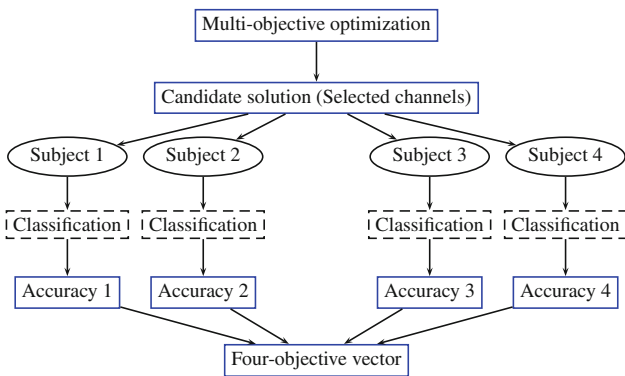 Multi-objective optimization
Candidate solution (Selected channels)
Subject 1
Subject 2
Subject 3
Subject 4
Classification
Classification
Classification
Classification
Accuracy 1
Accuracy 2
Accuracy 3
Accuracy 4
Four-objective vector